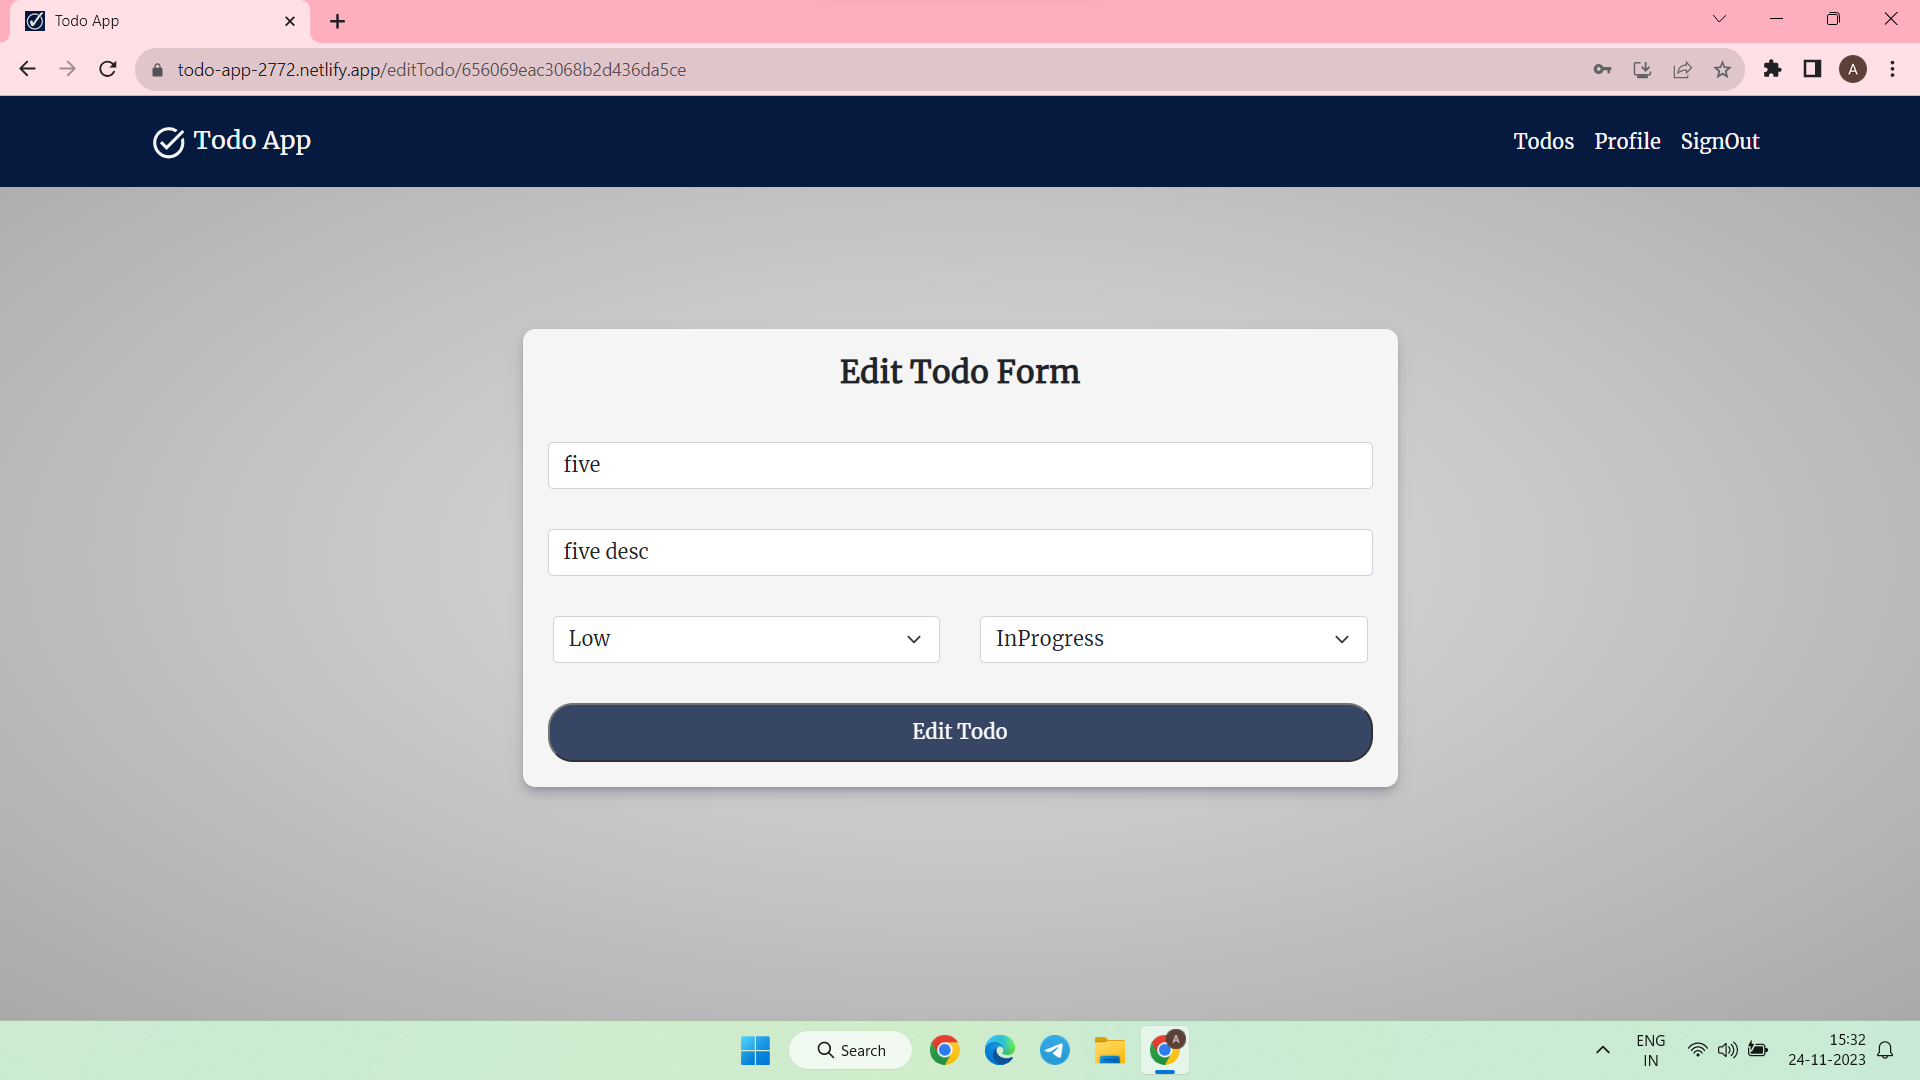 Todo App
todo-app-2772.netlify.app/editTodo/656069eac3068b2d436da5ce
A
Todo App
Todos Profile SignOut
Edit Todo Form
five
five desc
Low
InProgress
Edit Todo
Search
A
ENG
IN
15:32
24-11-2023